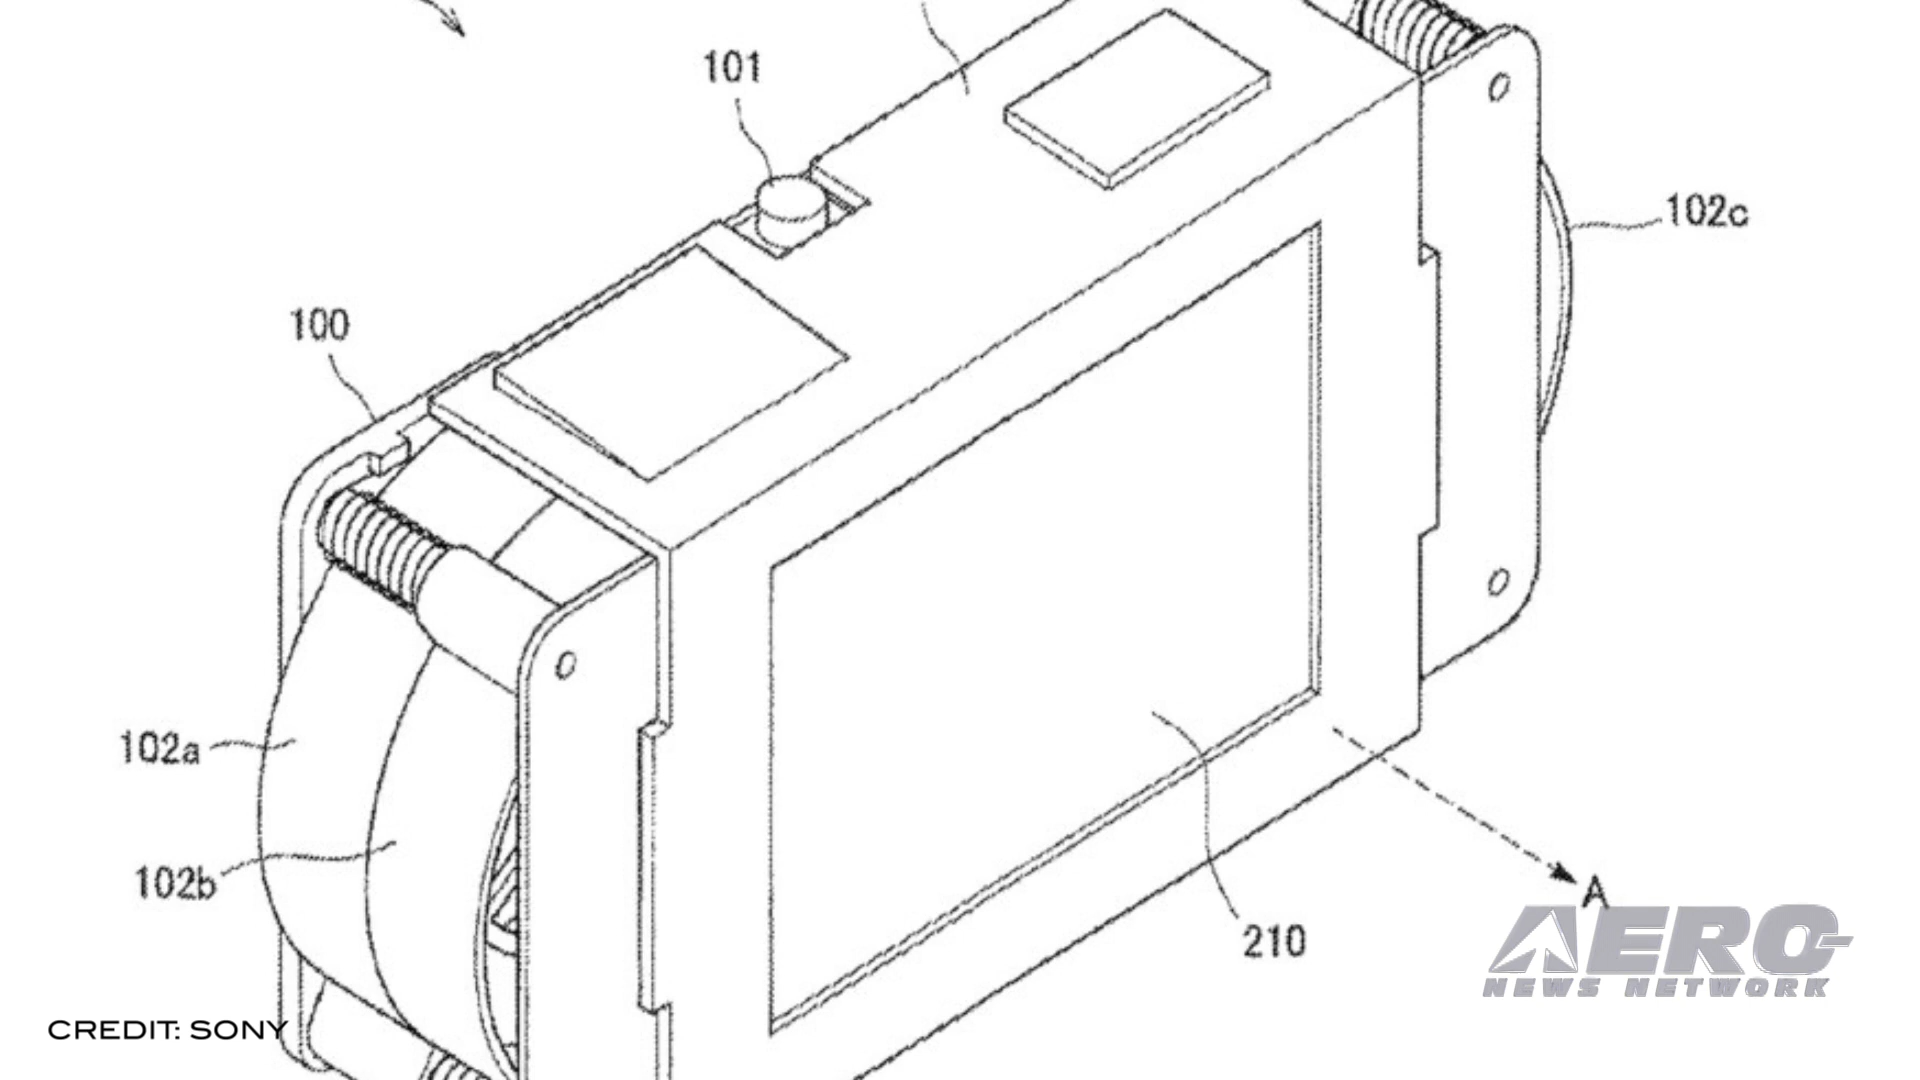 101
102c
100
102a
102b
A
210
AERO-
NEWS NETWORK
CREDIT: SONY